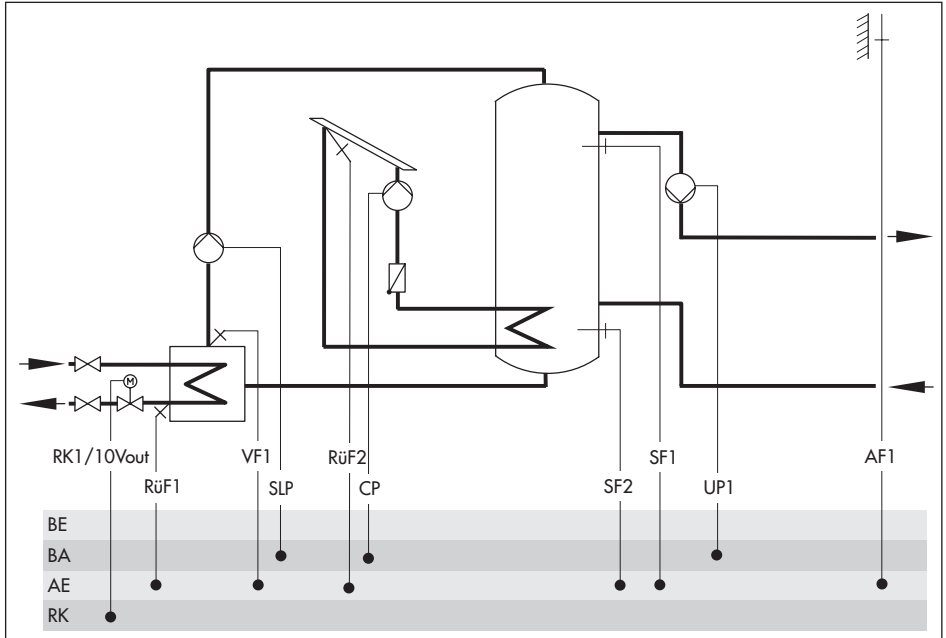 M
RK1/10Vout
VF1
RüF2
SF1
AF1
RüF1
SLP
CP
SF2
UP1
BE
BA
AE
RK